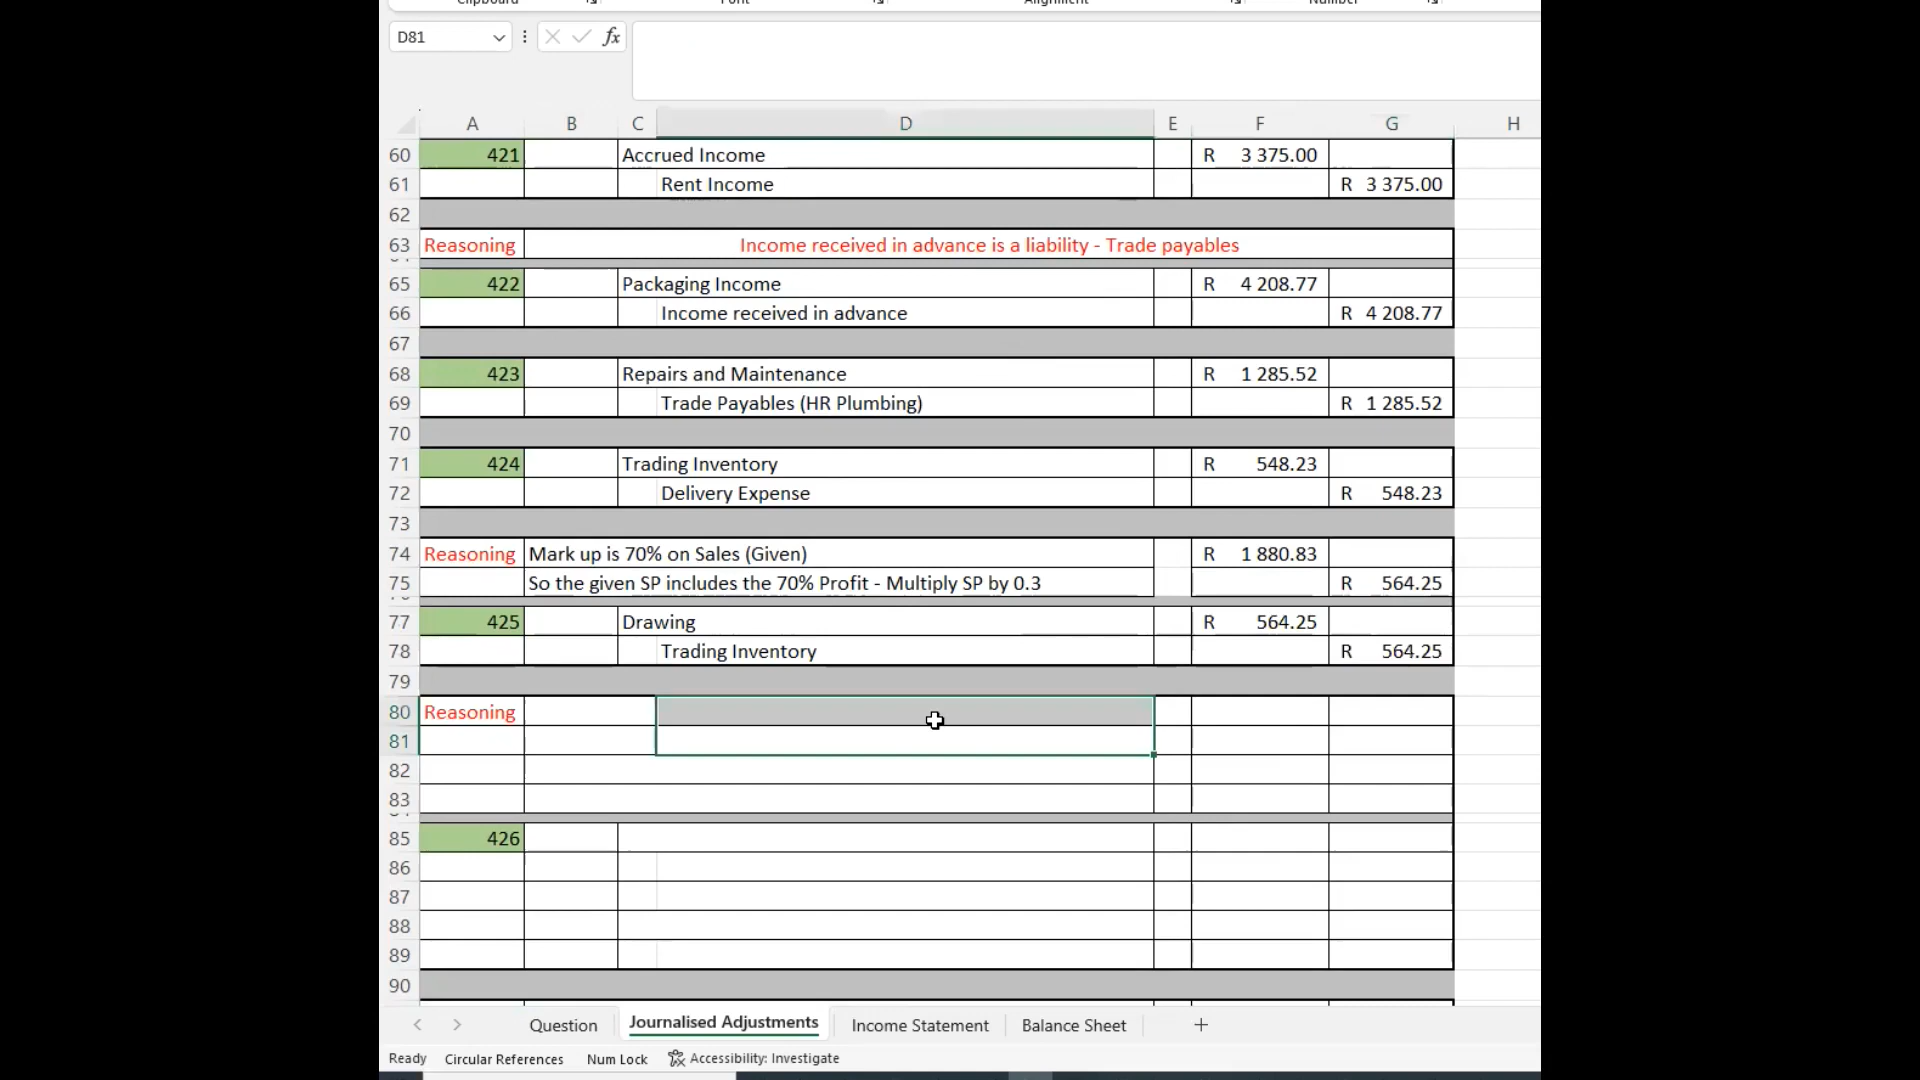 Clipboard Font Alignment Number
D81 fx
A B C D E F G H
60 421 Accrued Income R 3 375.00
61 Rent Income R 3 375.00
62
63 Reasoning Income received in advance is a liability - Trade payables
65 422 Packaging Income R 4 208.77
66 Income received in advance R 4 208.77
67
68 423 Repairs and Maintenance R 1 285.52
69 Trade Payables (HR Plumbing) R 1 285.52
70
71 424 Trading Inventory R 548.23
72 Delivery Expense R 548.23
73
74 Reasoning Mark up is 70% on Sales (Given) R 1 880.83
75 So the given SP includes the 70% Profit - Multiply SP by 0.3 R 564.25
77 425 Drawing R 564.25
78 Trading Inventory R 564.25
79
80 Reasoning
81
82
83
85 426
86
87
88
89
90
Question Journalised Adjustments Income Statement Balance Sheet
Ready Circular References Num Lock Accessibility: Investigate